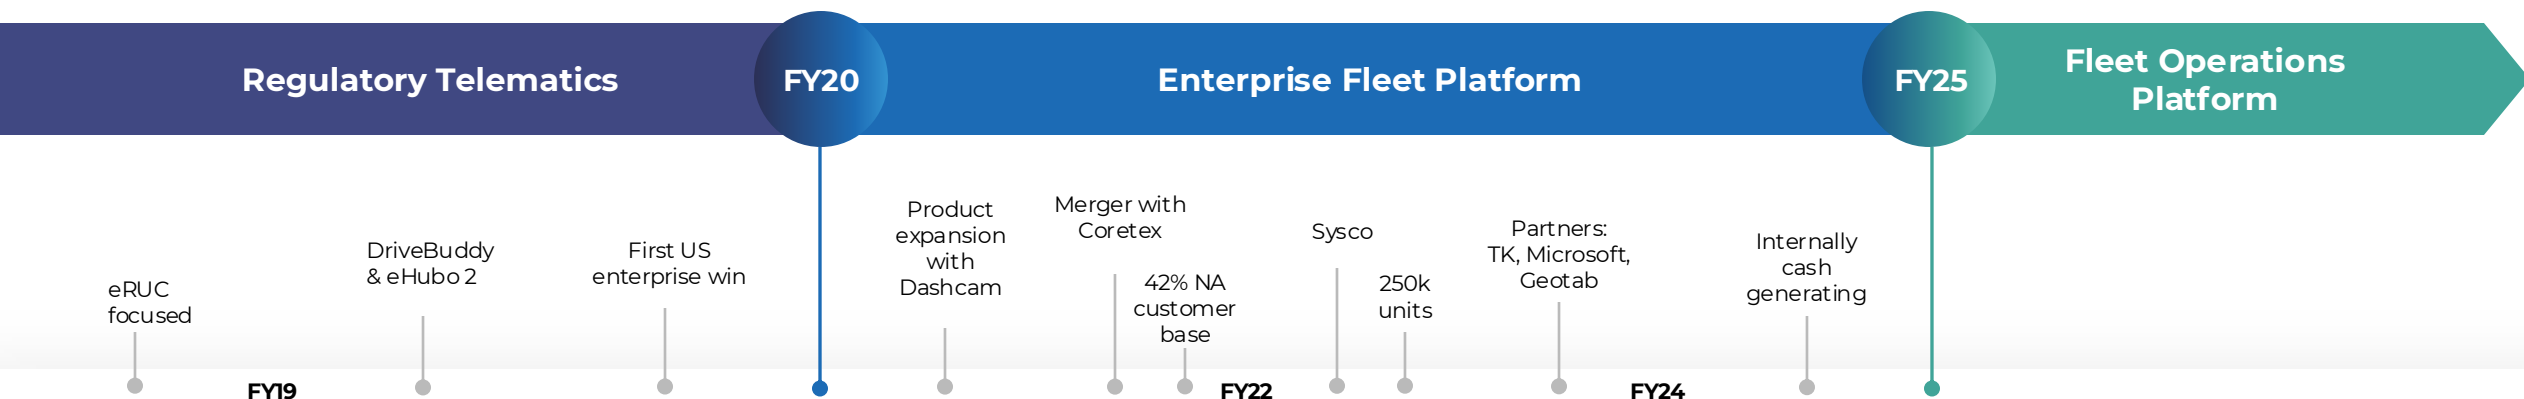 Regulatory Telematics
FY20
Enterprise Fleet Platform
FY25
Fleet Operations
Platform
eRUC
focused
DriveBuddy
& eHubo 2
First US
enterprise win
Product
expansion
with
Dashcam
Merger with
Coretex
42% NA
customer
base
Sysco
250k
units
Partners:
TK, Microsoft,
Geotab
Internally
cash
generating
FY19
FY22
FY24